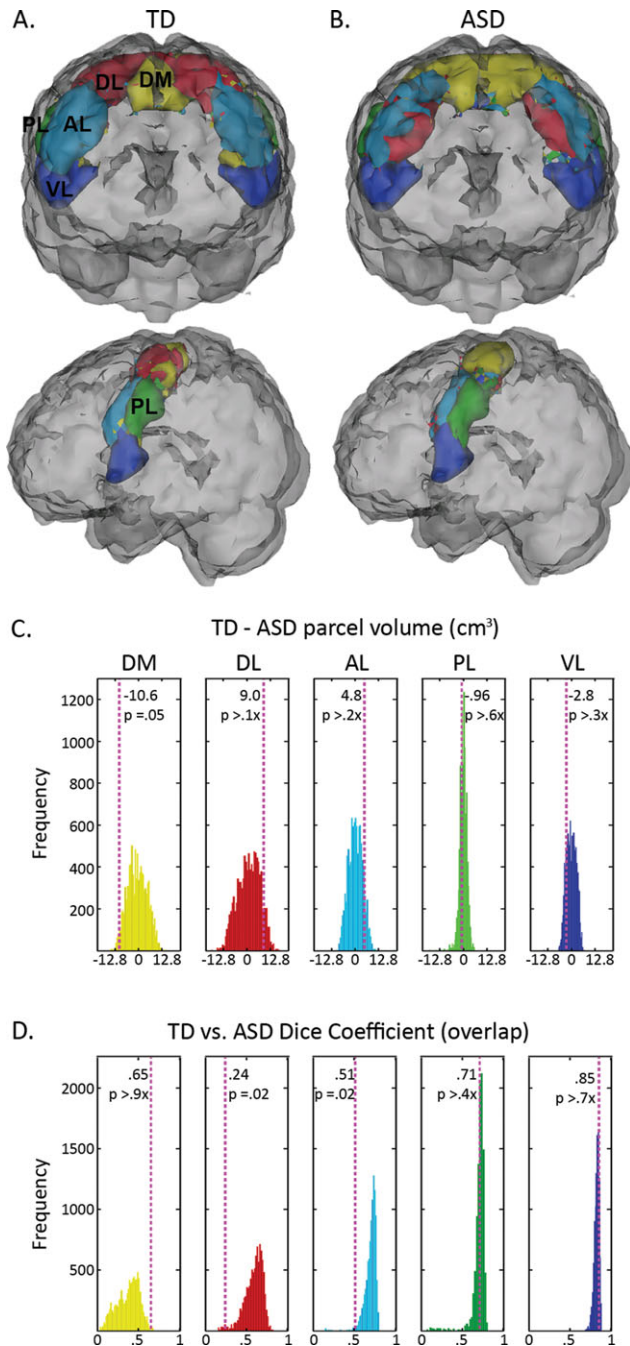 A. TD
B. ASD
DL DM
PL AL
VL
PL
C. TD - ASD parcel volume (cm³)
DM DL AL PL VL
-10.6 9.0 4.8 -.96 -2.8
p =.05 p >.1x p >.2x p >.6x p >.3x
1200
1000
800
600
400
200
Frequency
-12.8 0 12.8 -12.8 0 12.8 -12.8 0 12.8 -12.8 0 12.8 -12.8 0 12.8
D. TD vs. ASD Dice Coefficient (overlap)
.65 .24 .51 .71 .85
p >.9x p =.02 p =.02 p >.4x p >.7x
2000
1500
1000
500
Frequency
0 .5 1 0 .5 1 0 .5 1 0 .5 1 0 .5 1